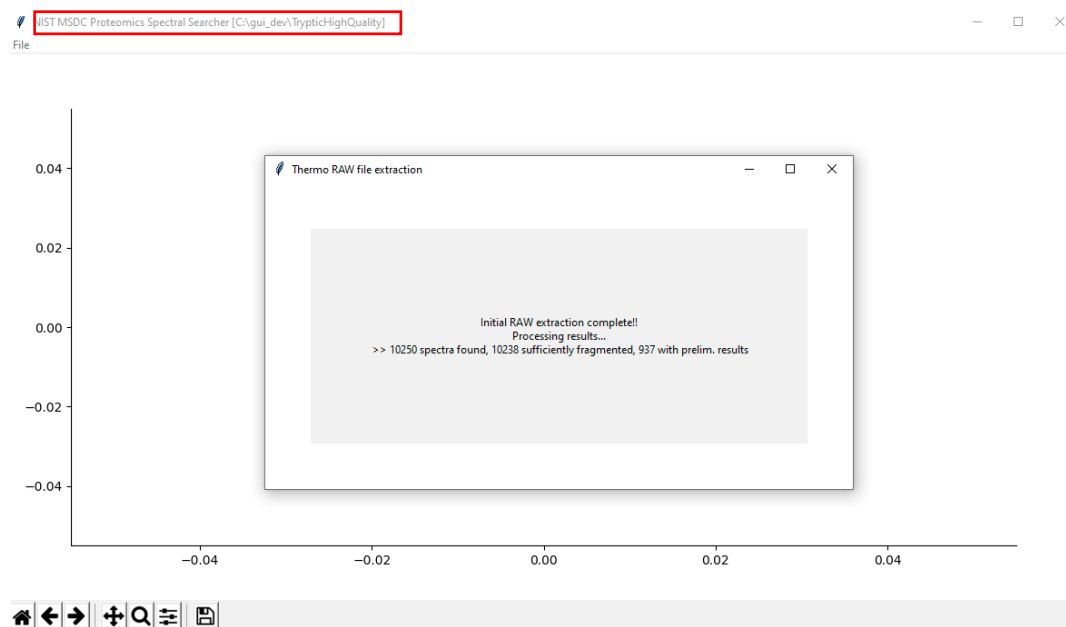 NIST MSDC Proteomics Spectral Searcher [C:\gui_dev\TrypticHighQuality]
File
Thermo RAW file extraction
Initial RAW extraction complete!!
Processing results...
>> 10250 spectra found, 10238 sufficiently fragmented, 937 with prelim. results
0.04
0.02
0.00
−0.02
−0.04
−0.04
−0.02
0.00
0.02
0.04